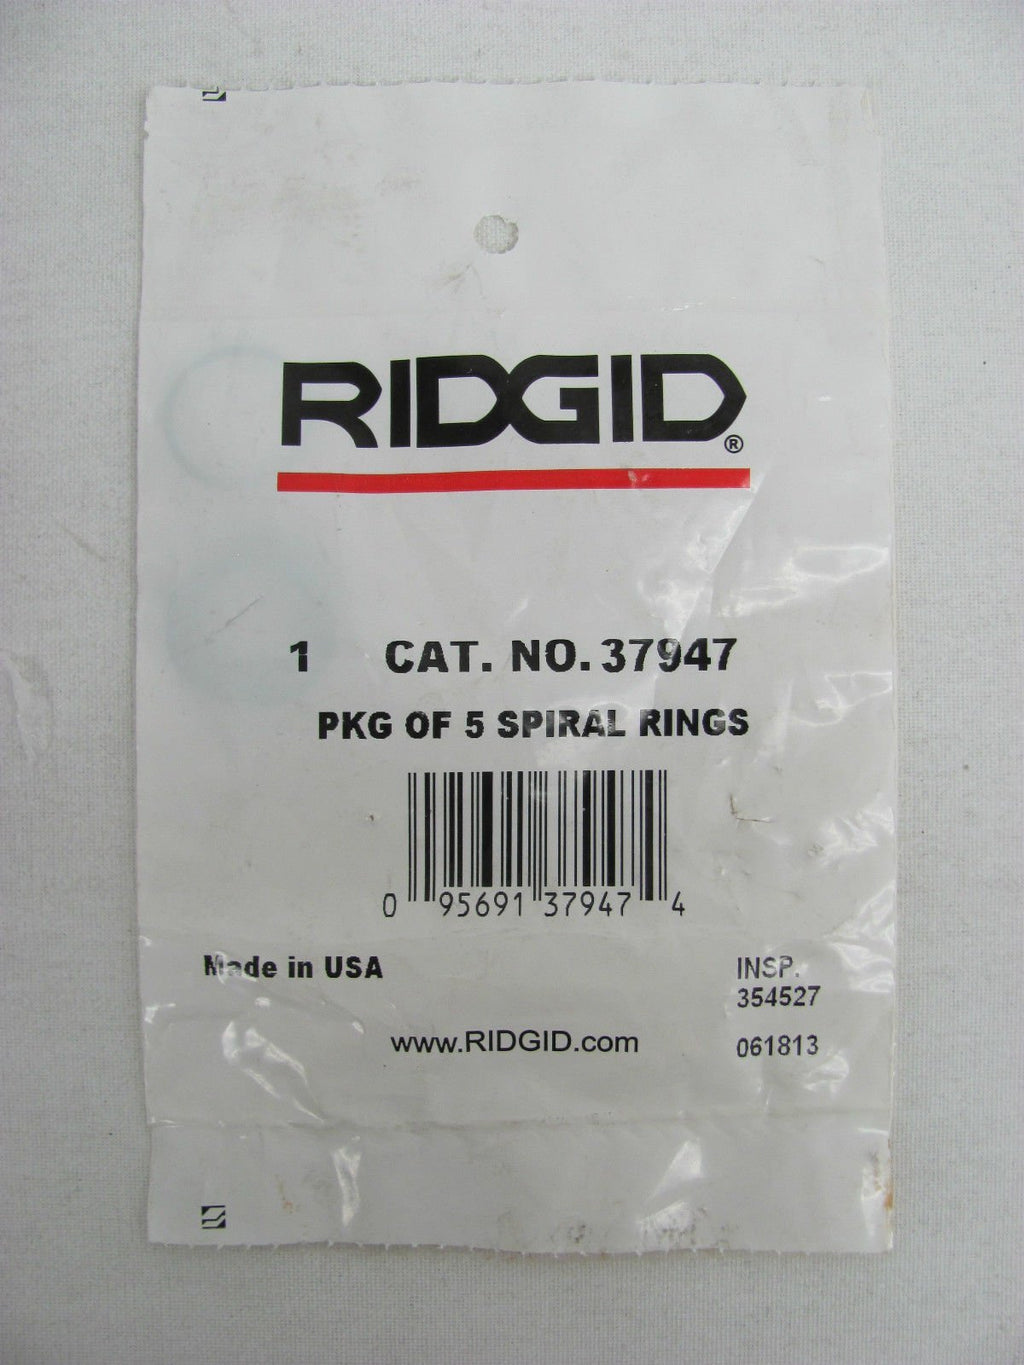 RIDGID®
1 CAT. NO. 37947
PKG OF 5 SPIRAL RINGS
0 95691 37947 4
Made in USA
INSP.
354527
www.RIDGID.com
061813